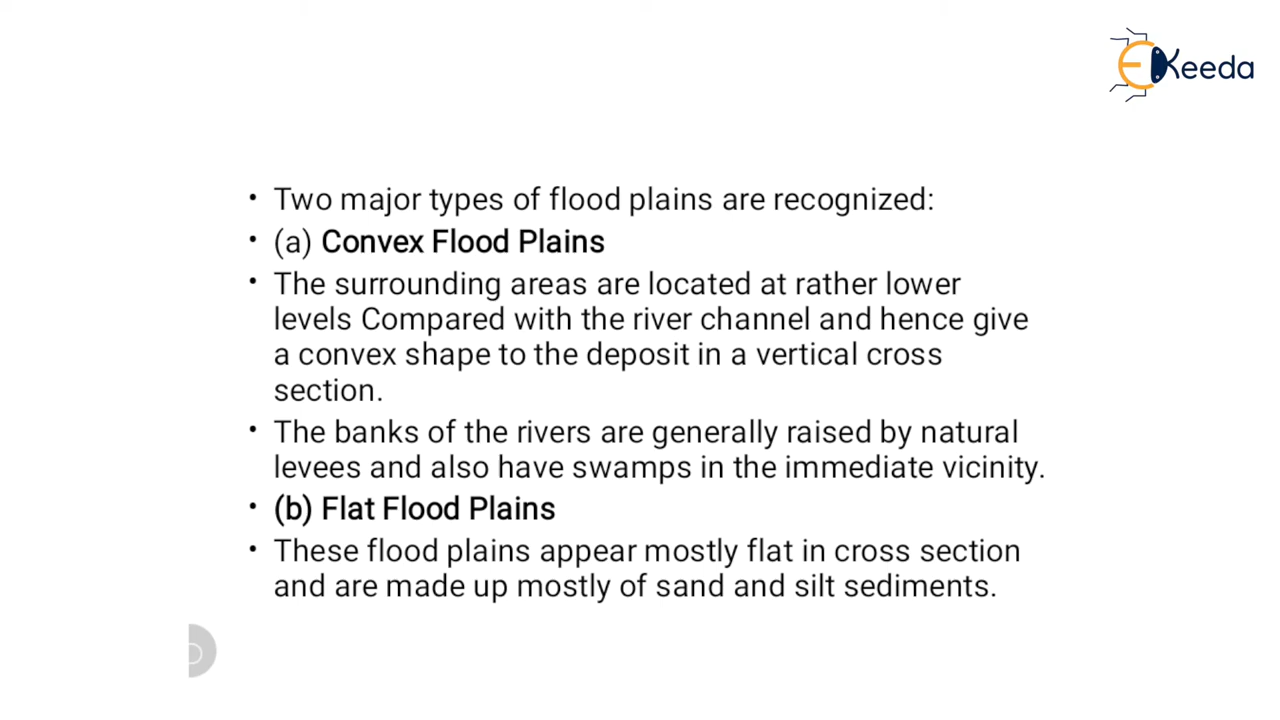 EKeeda
• Two major types of flood plains are recognized:
• (a) Convex Flood Plains
• The surrounding areas are located at rather lower
levels Compared with the river channel and hence give
a convex shape to the deposit in a vertical cross
section.
• The banks of the rivers are generally raised by natural
levees and also have swamps in the immediate vicinity.
• (b) Flat Flood Plains
• These flood plains appear mostly flat in cross section
and are made up mostly of sand and silt sediments.